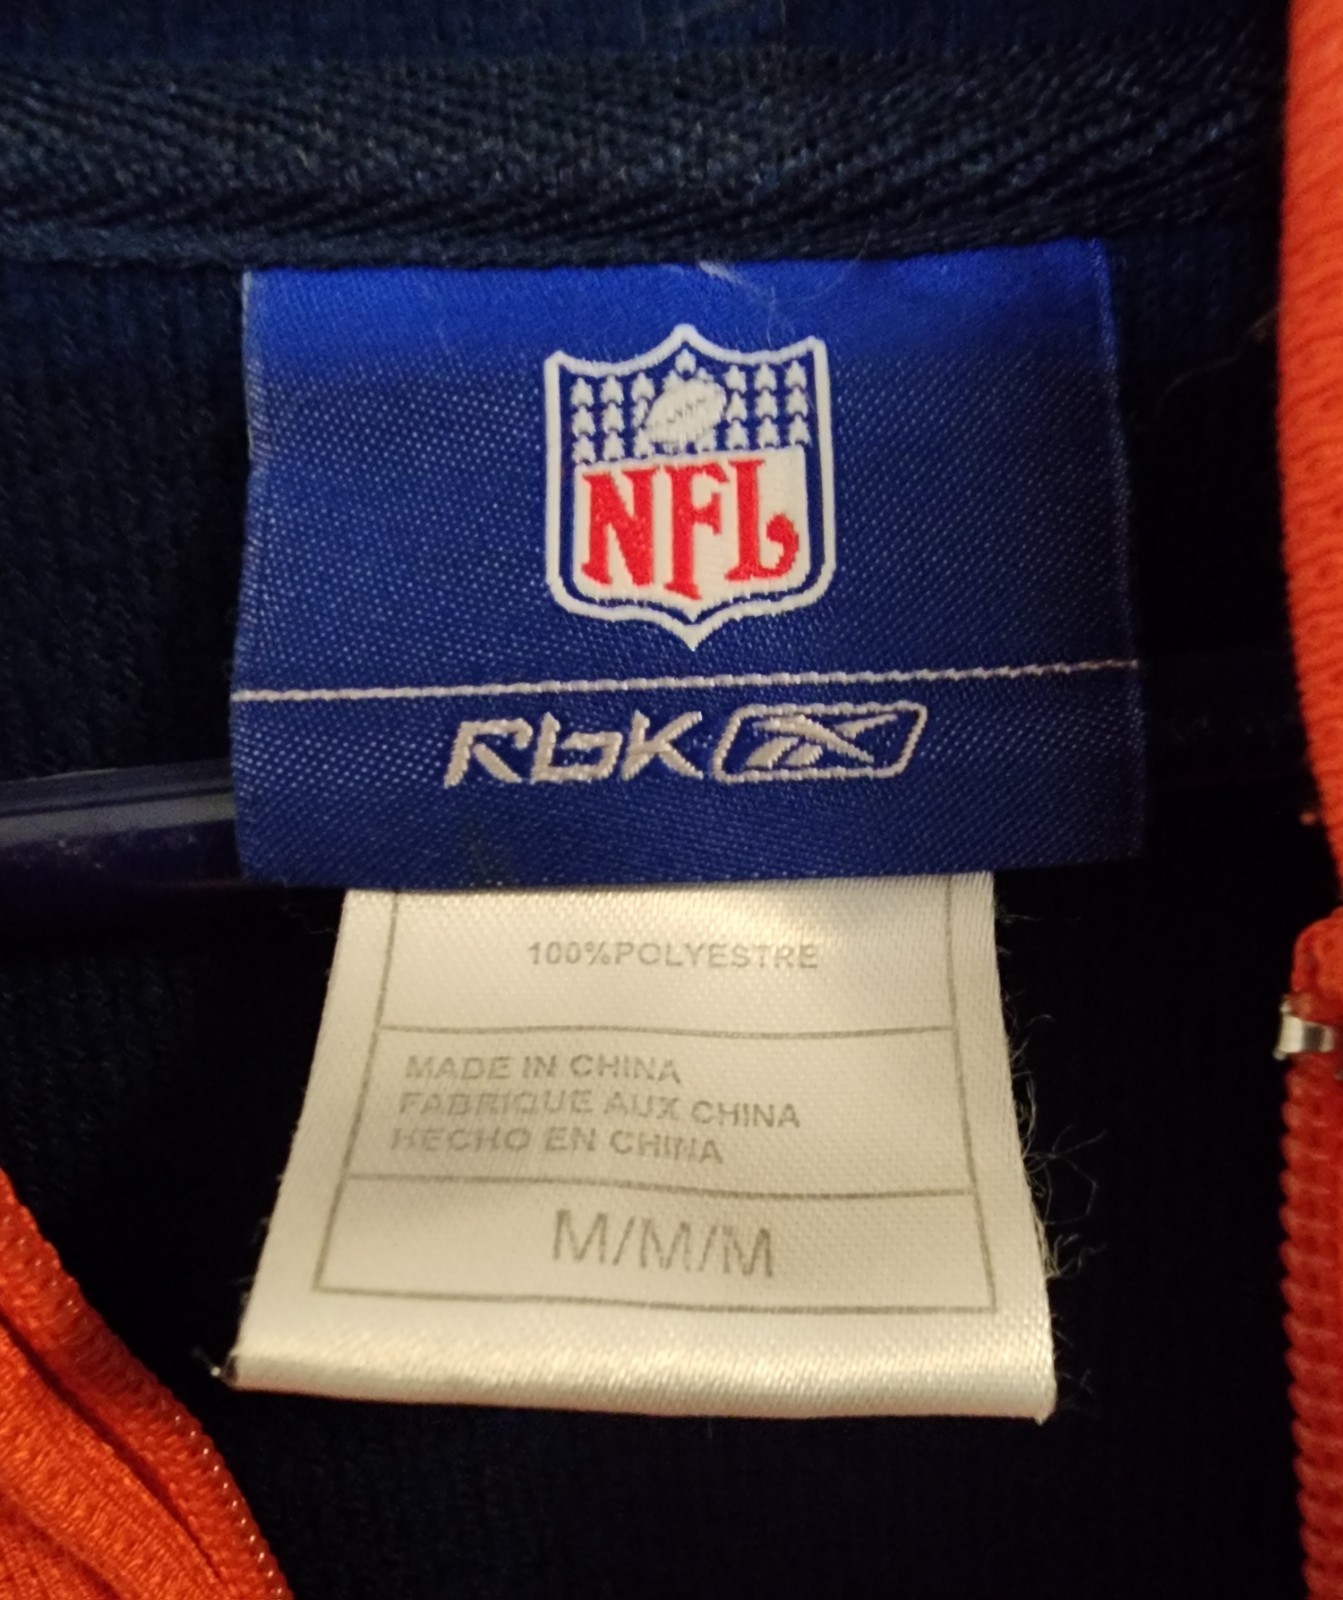 NFL
RbK
100%POLYESTRE
MADE IN CHINA
FABRIQUE AUX CHINA
HECHO EN CHINA
M/M/M